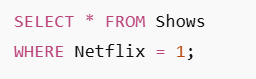 SELECT * FROM Shows
WHERE Netflix = 1;